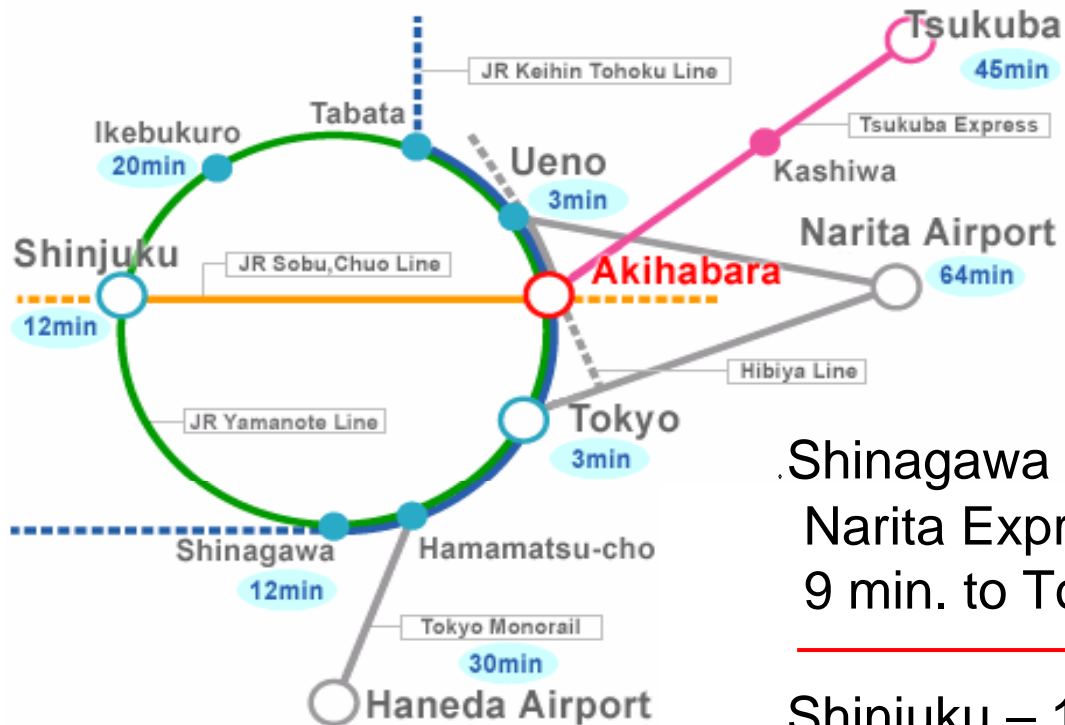 Tsukuba
45min
JR Keihin Tohoku Line
Tabata
Ikebukuro
20min
Tsukuba Express
Ueno
3min
Kashiwa
Shinjuku
12min
JR Sobu,Chuo Line
Akihabara
Narita Airport
64min
Hibiya Line
JR Yamanote Line
Tokyo
3min
.Shinagawa
Narita Expr
9 min. to To
Shinagawa
12min
Hamamatsu-cho
Tokyo Monorail
30min
Haneda Airport
Shinjuku – 1